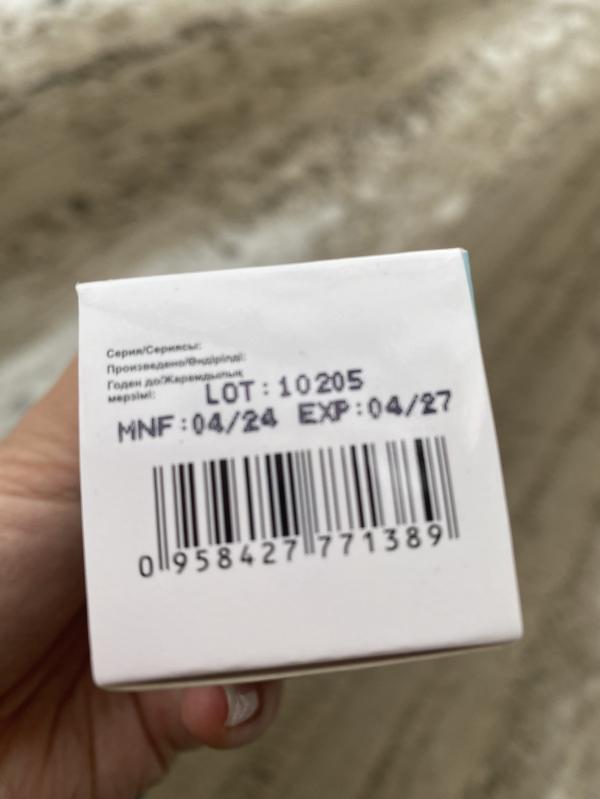 Серия/Сериясы:
Произведено/Өндірілді:
Годен до/Жарамдылық
мерзімі:
LOT:10205
MNF:04/24 EXP:04/27
0 958427 771389